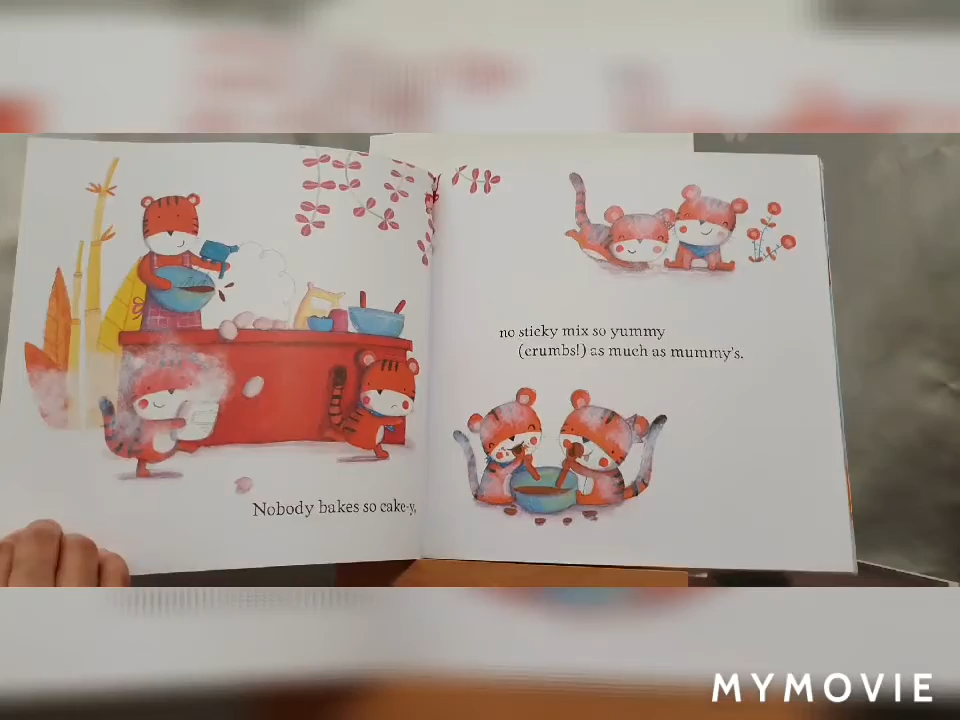 Nobody bakes so cake-y,
no sticky mix so yummy
(crumbs!) as much as mummy's.
MYMOVIE